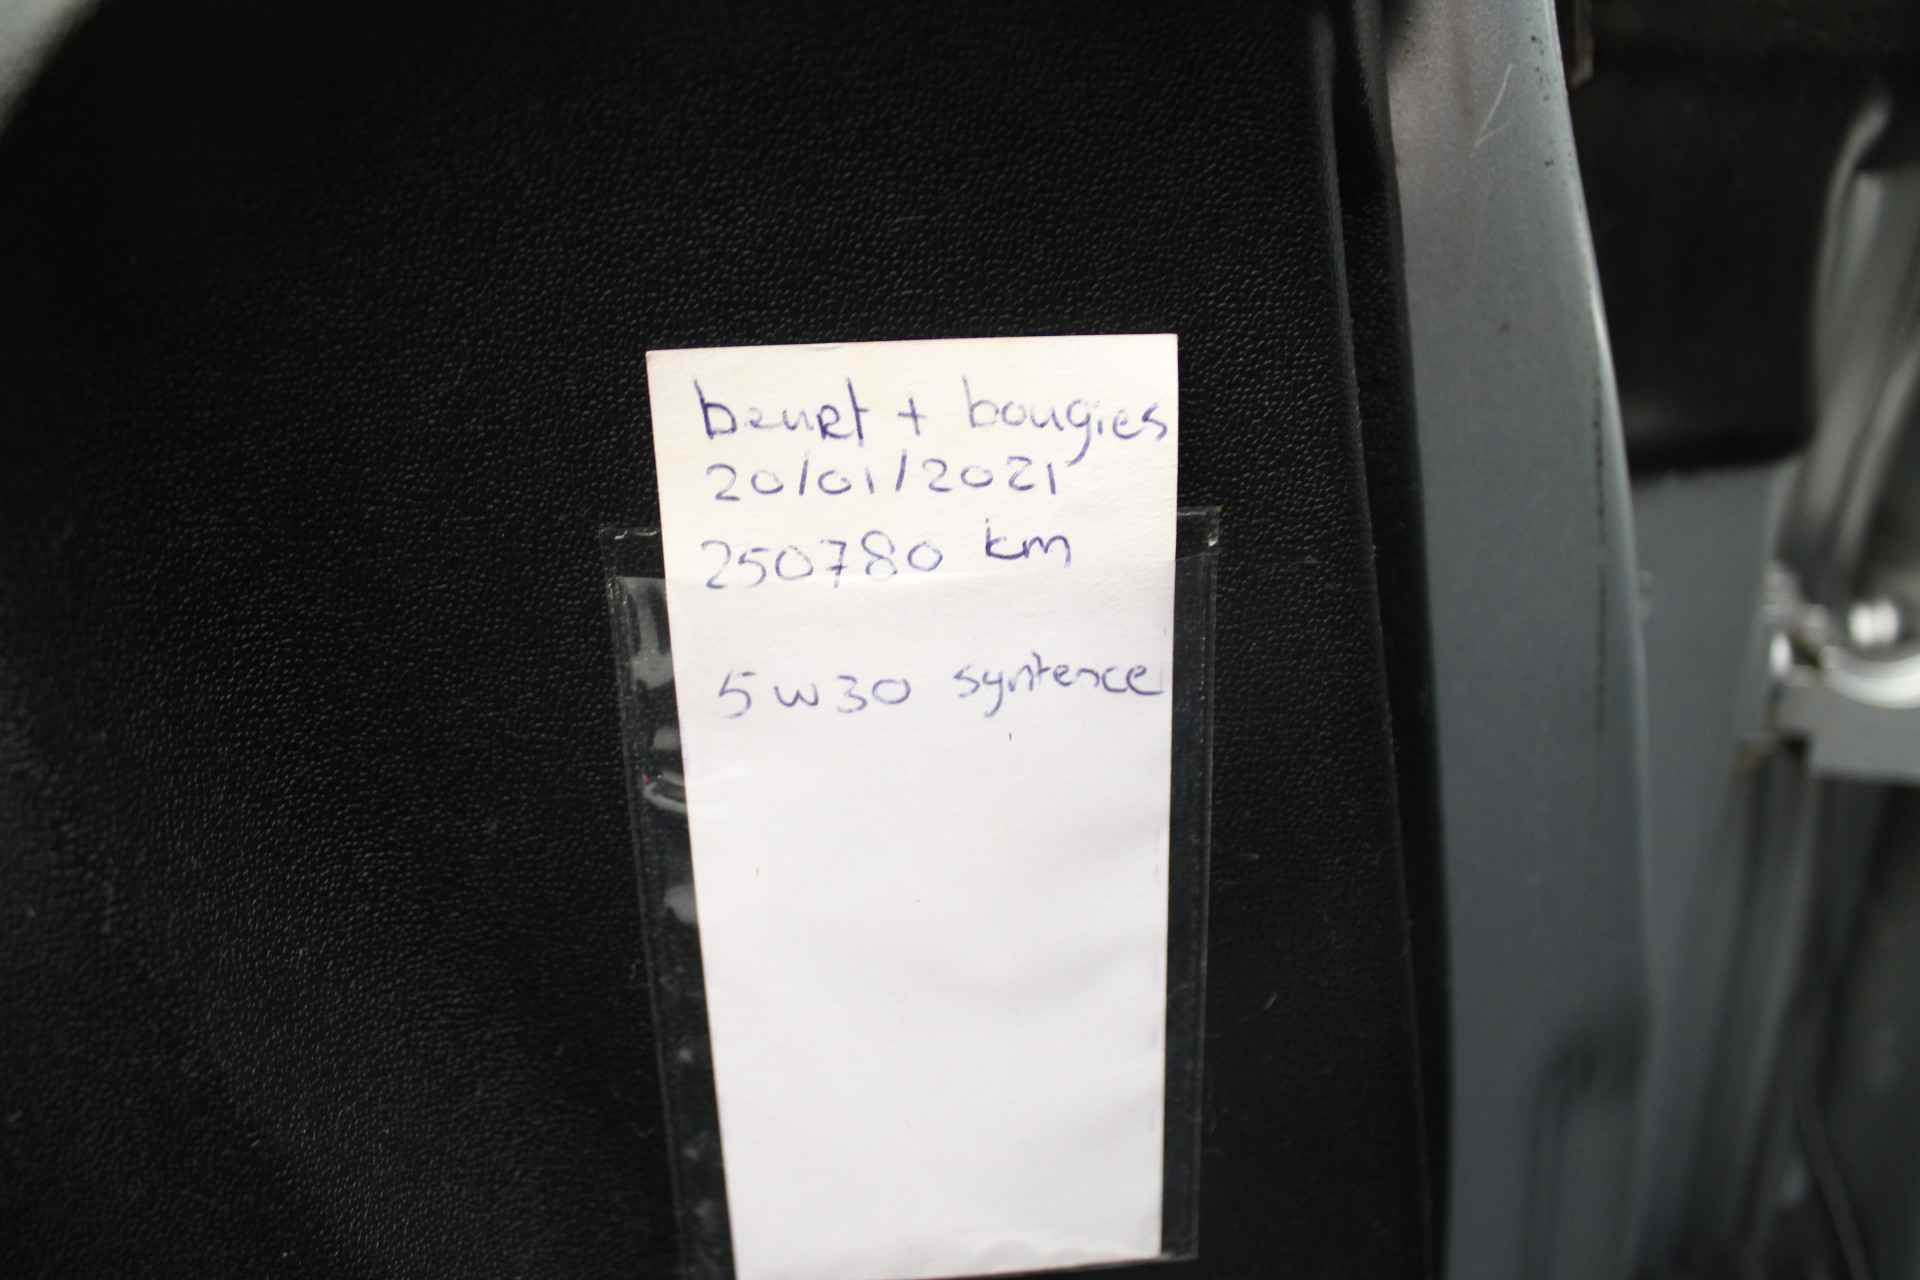 beurt + bougies
20/01/2021
250780 km
5w30 syntence